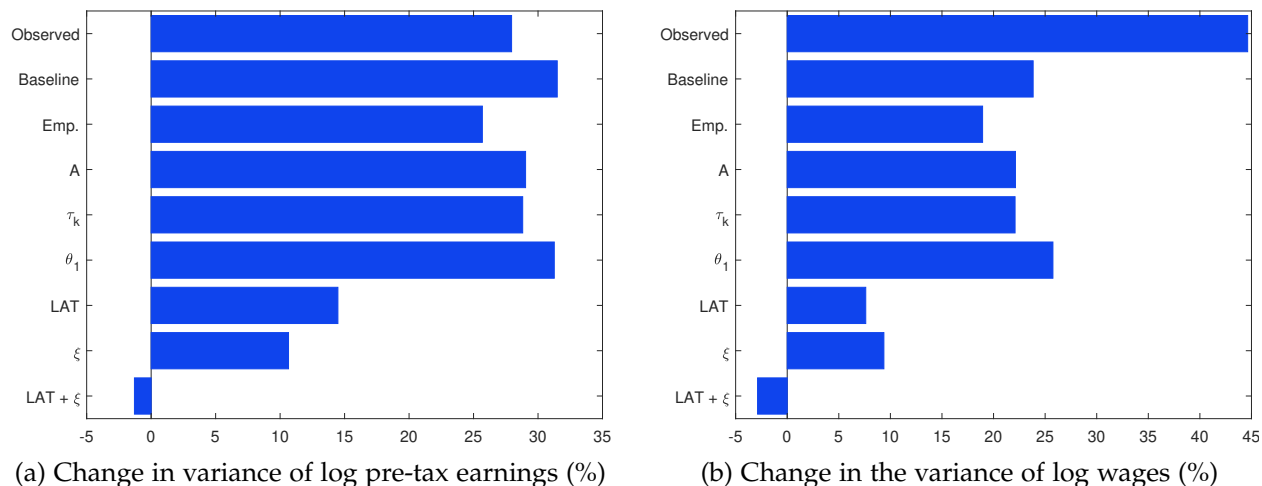 Observed
Baseline
Emp.
A
τk
θ1
LAT
ξ
LAT + ξ
-5 0 5 10 15 20 25 30 35
(a) Change in variance of log pre-tax earnings (%)
Observed
Baseline
Emp.
A
τk
θ1
LAT
ξ
LAT + ξ
-5 0 5 10 15 20 25 30 35 40 45
(b) Change in the variance of log wages (%)